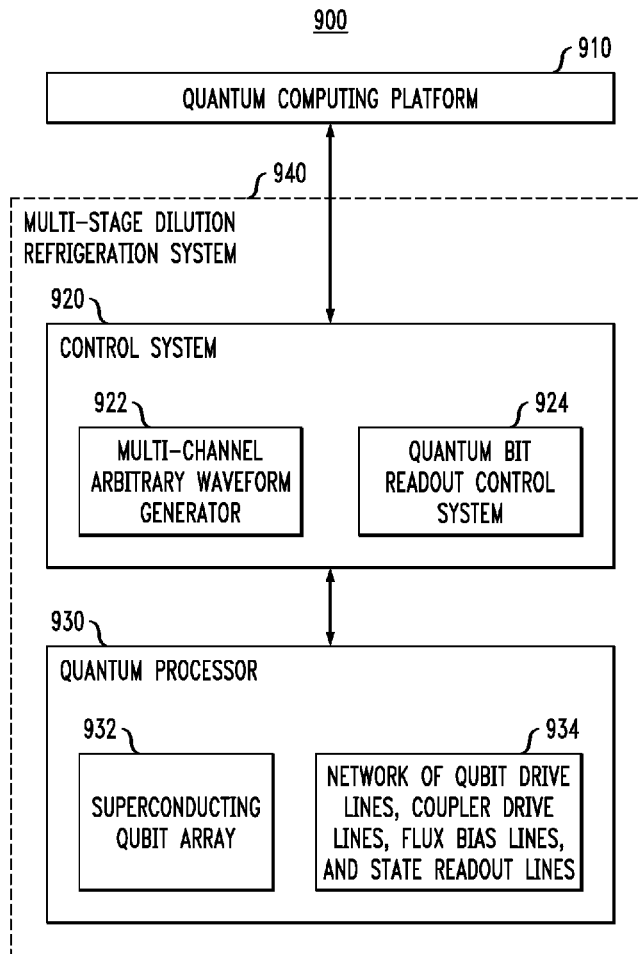 900
910
QUANTUM COMPUTING PLATFORM
940
MULTI-STAGE DILUTION
REFRIGERATION SYSTEM
920
CONTROL SYSTEM
922
MULTI-CHANNEL
ARBITRARY WAVEFORM
GENERATOR
924
QUANTUM BIT
READOUT CONTROL
SYSTEM
930
QUANTUM PROCESSOR
932
SUPERCONDUCTING
QUBIT ARRAY
934
NETWORK OF QUBIT DRIVE
LINES, COUPLER DRIVE
LINES, FLUX BIAS LINES,
AND STATE READOUT LINES